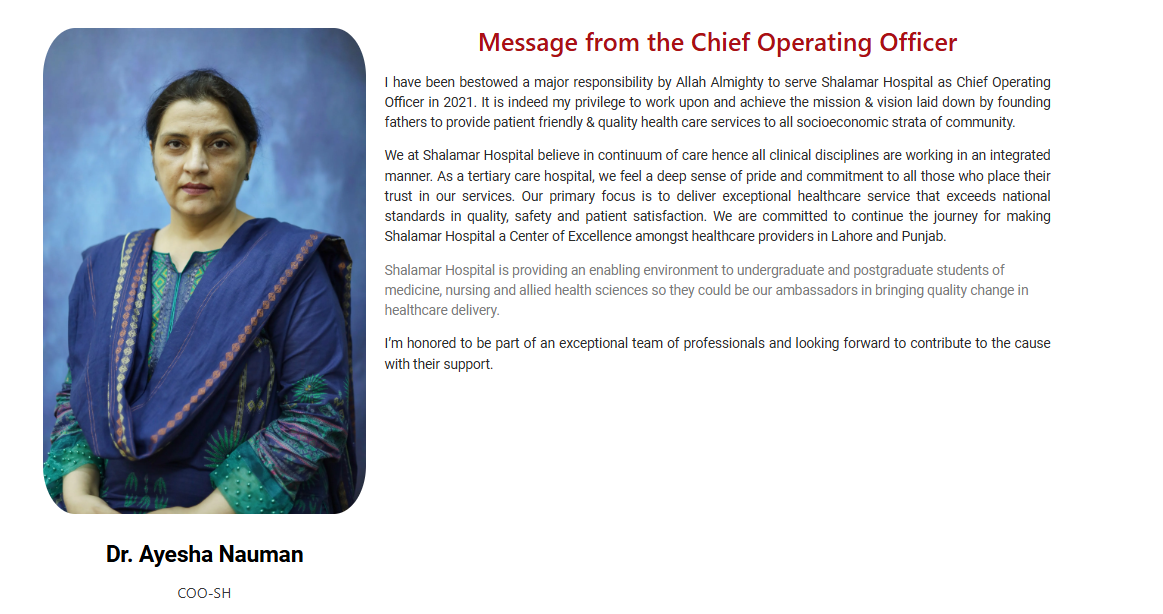 Message from the Chief Operating Officer
I have been bestowed a major responsibility by Allah Almighty to serve Shalamar Hospital as Chief Operating
Officer in 2021. It is indeed my privilege to work upon and achieve the mission & vision laid down by founding
fathers to provide patient friendly & quality health care services to all socioeconomic strata of community.
We at Shalamar Hospital believe in continuum of care hence all clinical disciplines are working in an integrated
manner. As a tertiary care hospital, we feel a deep sense of pride and commitment to all those who place their
trust in our services. Our primary focus is to deliver exceptional healthcare service that exceeds national
standards in quality, safety and patient satisfaction. We are committed to continue the journey for making
Shalamar Hospital a Center of Excellence amongst healthcare providers in Lahore and Punjab.
Shalamar Hospital is providing an enabling environment to undergraduate and postgraduate students of
medicine, nursing and allied health sciences so they could be our ambassadors in bringing quality change in
healthcare delivery.
I’m honored to be part of an exceptional team of professionals and looking forward to contribute to the cause
with their support.
Dr. Ayesha Nauman
COO-SH